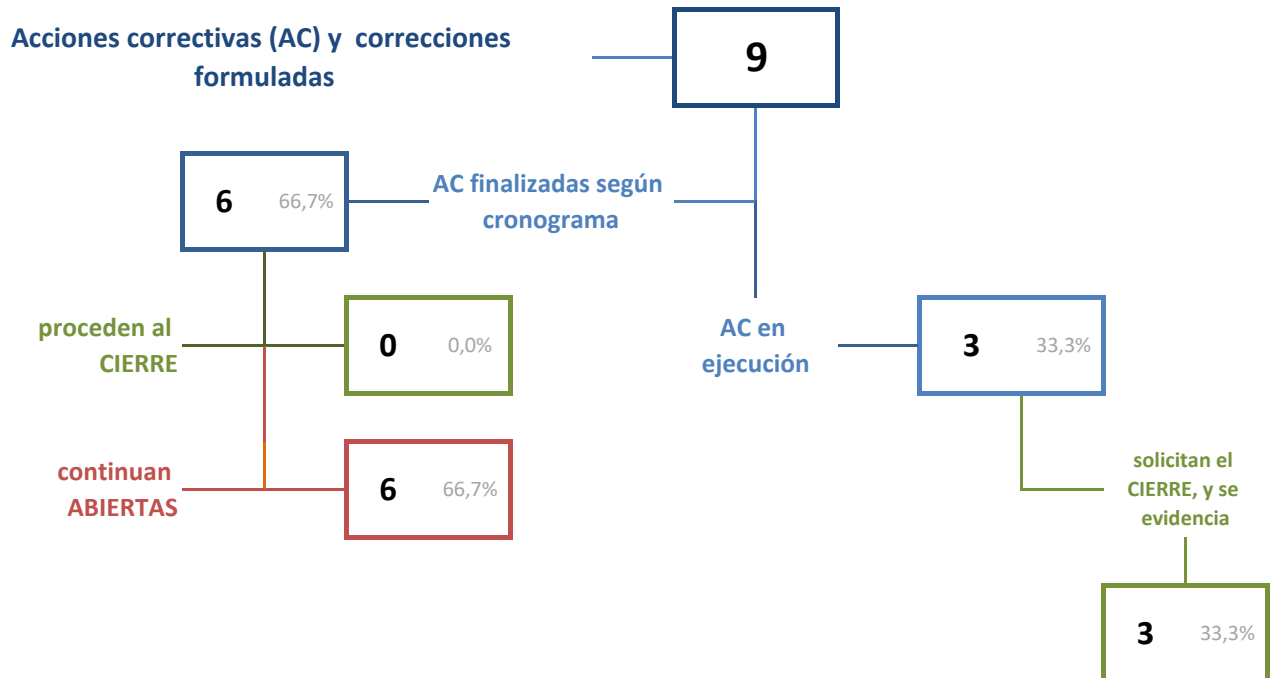 Acciones correctivas (AC) y correcciones
formuladas
9
6 66,7%
AC finalizadas según
cronograma
proceden al
CIERRE
0 0,0%
AC en
ejecución
3 33,3%
continuan
ABIERTAS
6 66,7%
solicitan el
CIERRE, y se
evidencia
3 33,3%